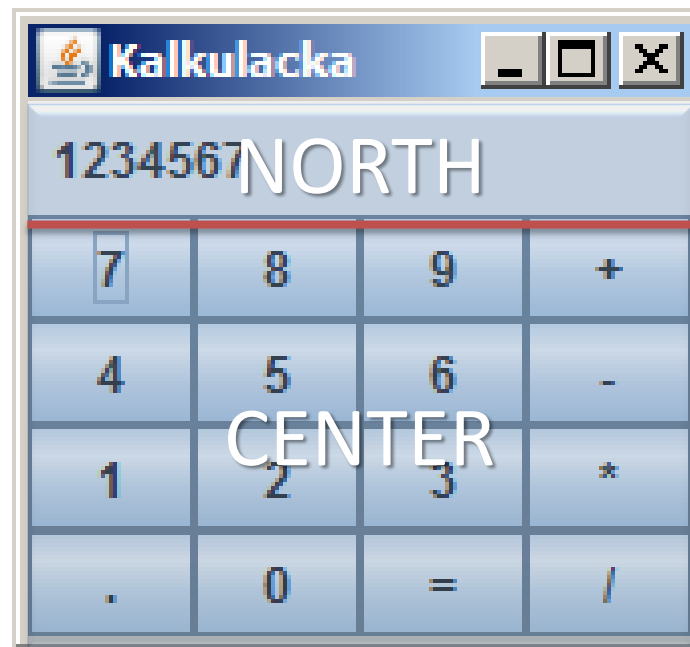 Kalkulacka
1234567
NORTH
7 8 9 +
4 5 6 -
CENTER
1 2 3 *
. 0 = /